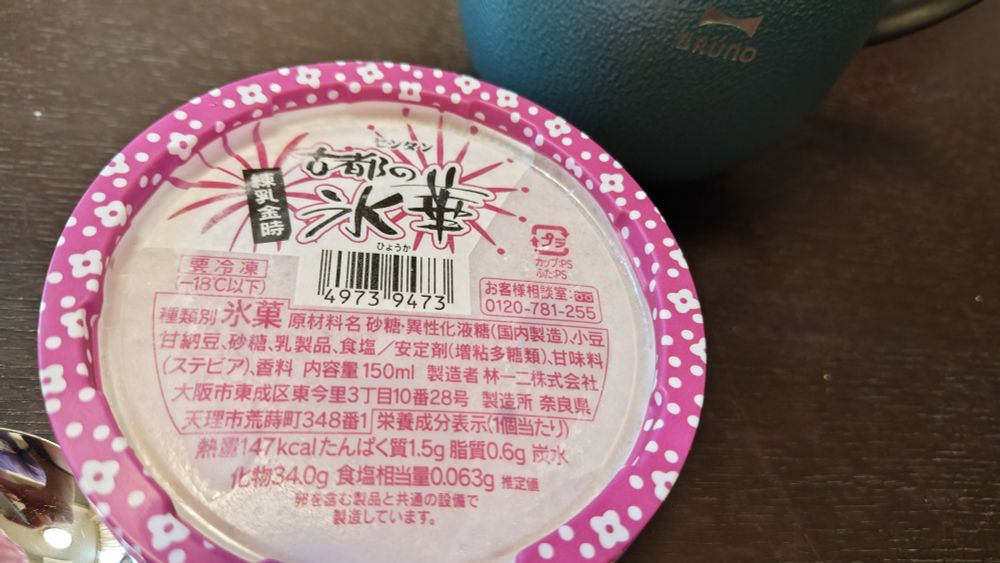 BRUNO
センタン
古都の
氷華
ひょうか
練乳金時
プラ
カップ:PS
ふた:PS
要冷凍
(−18℃以下)
4973 9473
お客様相談室:
0120-781-255
種類別 氷菓 原材料名 砂糖・異性化液糖(国内製造)、小豆
甘納豆、砂糖、乳製品、食塩／安定剤(増粘多糖類)、甘味料
(ステビア)、香料 内容量150ml 製造者 林一二株式会社
大阪市東成区東今里3丁目10番28号 製造所 奈良県
天理市荒蒔町348番1 栄養成分表示(1個当たり)
熱量147kcalたんぱく質1.5g 脂質0.6g 炭水
化物34.0g 食塩相当量0.063g 推定値
卵を含む製品と共通の設備で
製造しています。